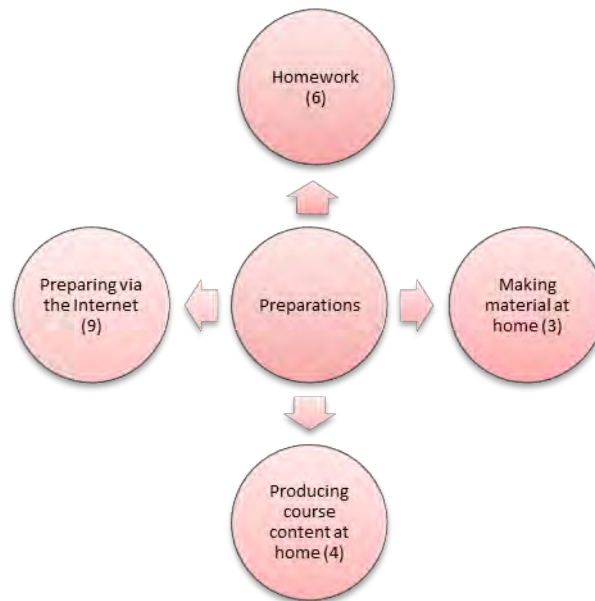 Homework
(6)
Preparing via
the Internet
(9)
Preparations
Making
material at
home (3)
Producing
course
content at
home (4)